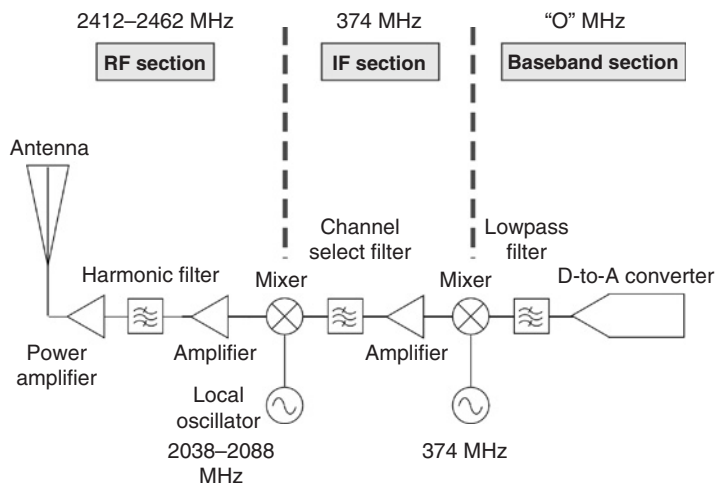 2412–2462 MHz
374 MHz
“O” MHz
RF section
IF section
Baseband section
Antenna
Channel
select filter
Lowpass
filter
Harmonic filter
Mixer
Mixer
D-to-A converter
Power
amplifier
Amplifier
Amplifier
Local
oscillator
2038–2088
MHz
374 MHz